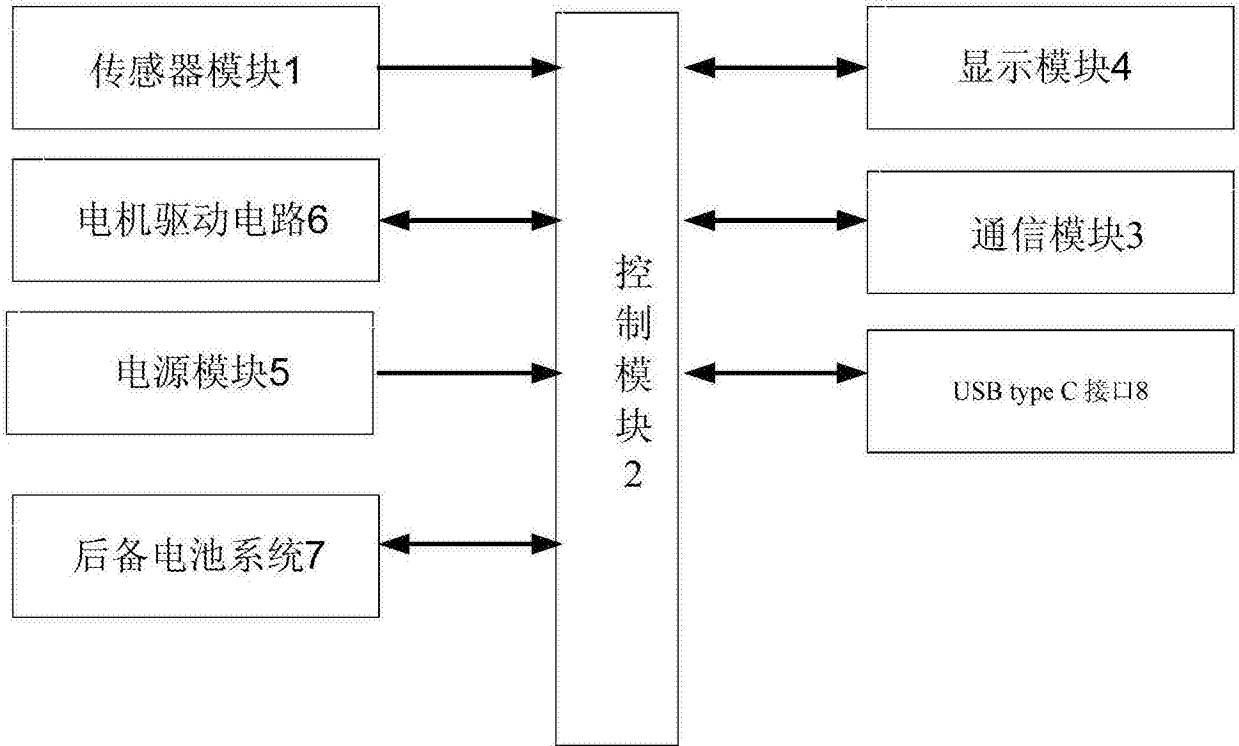 传感器模块1
电机驱动电路6
电源模块5
后备电池系统7
控制模块2
显示模块4
通信模块3
USB type C 接口8